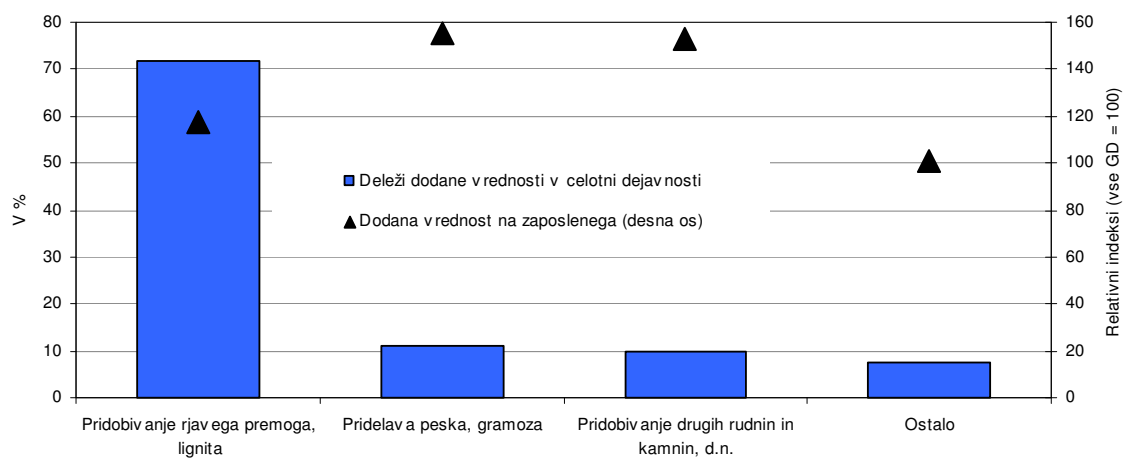 80
70
60
50
40
30
20
10
0
V %
160
140
120
100
80
60
40
20
0
Relativni indeksi (vse GD = 100)
Deleži dodane vrednosti v celotni dejavnosti
Dodana vrednost na zaposlenega (desna os)
Pridobivanje rjavega premoga,
lignita
Pridelava peska, gramoza
Pridobivanje drugih rudnin in
kamnin, d.n.
Ostalo